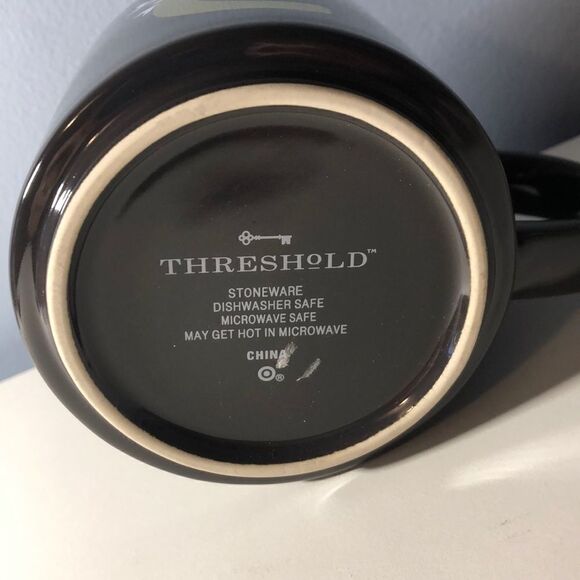 THRESHOLD™
STONEWARE
DISHWASHER SAFE
MICROWAVE SAFE
MAY GET HOT IN MICROWAVE
CHINA
®